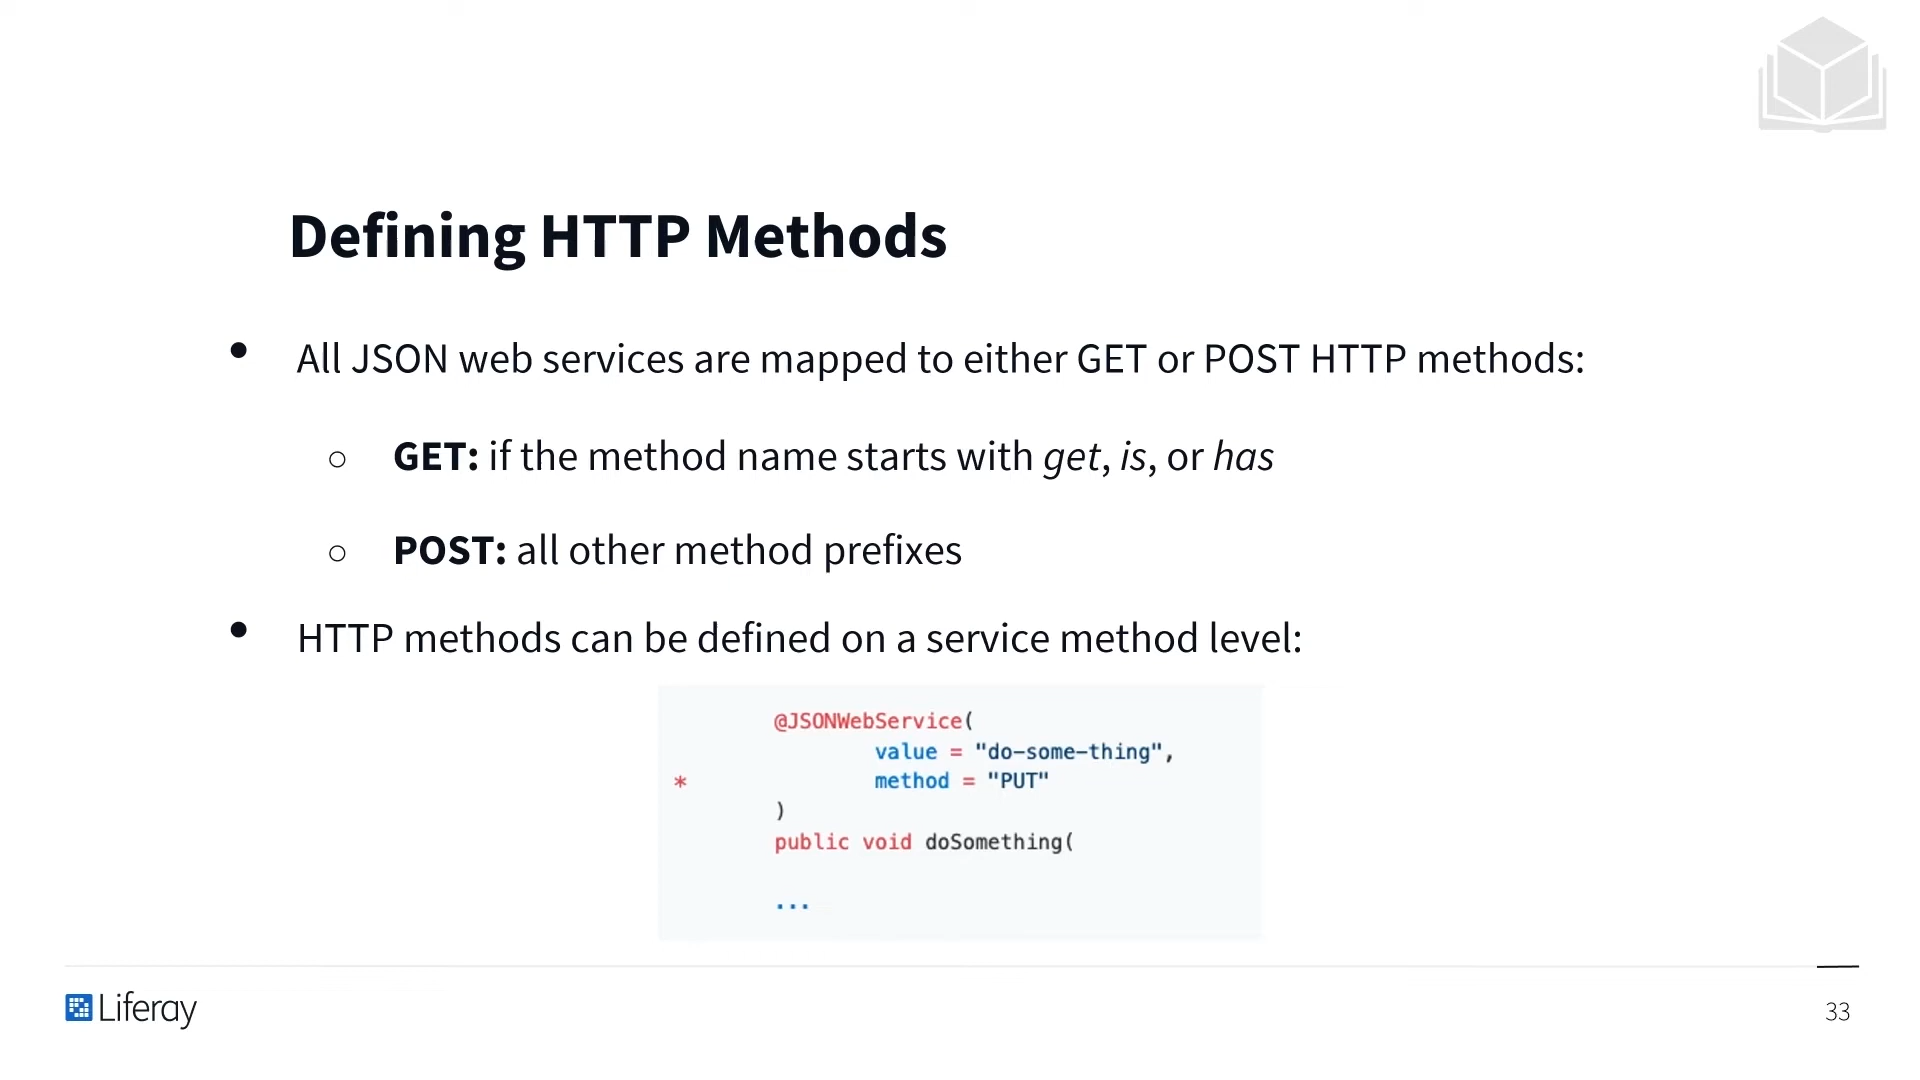 Defining HTTP Methods
• All JSON web services are mapped to either GET or POST HTTP methods:
○ GET: if the method name starts with get, is, or has
○ POST: all other method prefixes
• HTTP methods can be defined on a service method level:
@JSONWebService(
value = "do-some-thing",
* method = "PUT"
)
public void doSomething(
...
Liferay
33